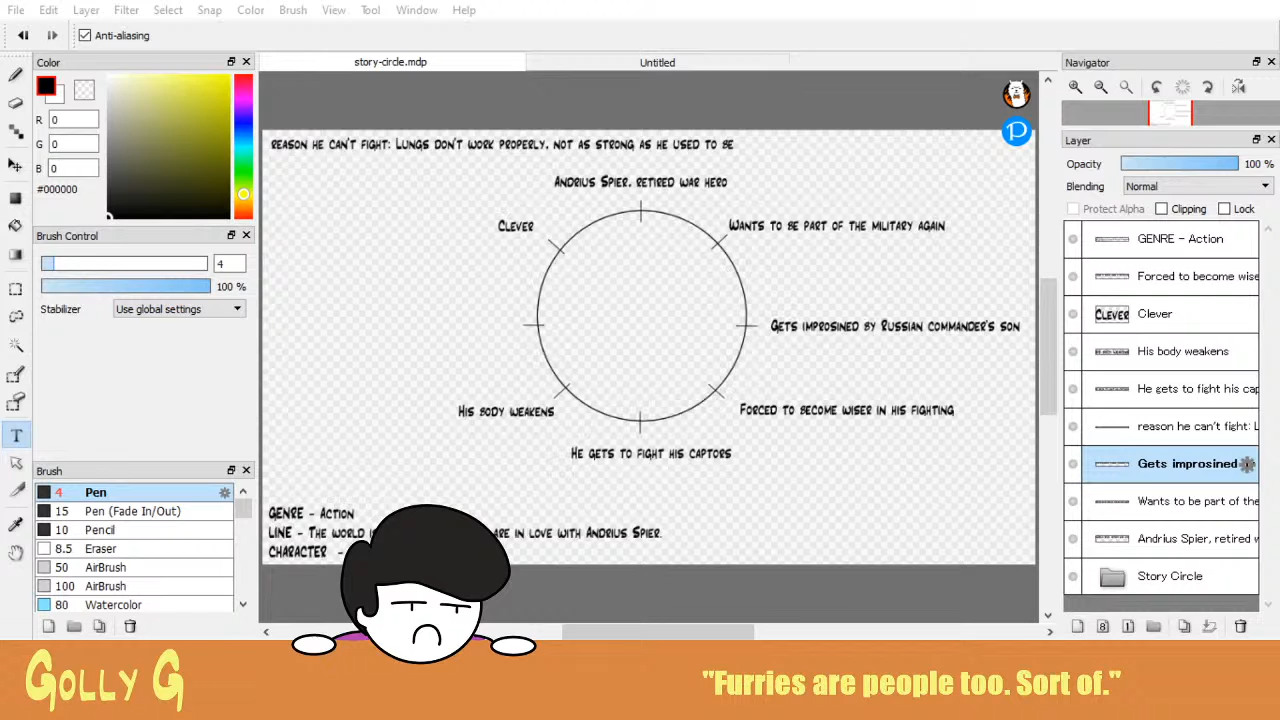 File Edit Layer Filter Select Snap Color Brush View Tool Window Help
Anti-aliasing
Color
R 0
G 0
B 0
#000000
Brush Control
4
100 %
Stabilizer Use global settings
Brush
4 Pen
15 Pen (Fade In/Out)
10 Pencil
8.5 Eraser
50 AirBrush
100 AirBrush
80 Watercolor
story-circle.mdp Untitled
REASON HE CAN'T FIGHT: LUNGS DON'T WORK PROPERLY, NOT AS STRONG AS HE USED TO BE
ANDRIUS SPIER, RETIRED WAR HERO
CLEVER
WANTS TO BE PART OF THE MILITARY AGAIN
GETS IMPROSINED BY RUSSIAN COMMANDER'S SON
HIS BODY WEAKENS
FORCED TO BECOME WISER IN HIS FIGHTING
HE GETS TO FIGHT HIS CAPTORS
GENRE - ACTION
LINE - THE WORLD ARE IN LOVE WITH ANDRIUS SPIER.
CHARACTER -
P
Navigator
Layer
Opacity 100 %
Blending Normal
Protect Alpha Clipping Lock
GENRE - Action
Forced to become wise
CLEVER Clever
His body weakens
He gets to fight his cap
reason he can't fight: L
Gets improsined
Wants to be part of the
Andrius Spier, retired w
Story Circle
GOLLY G
"Furries are people too. Sort of."